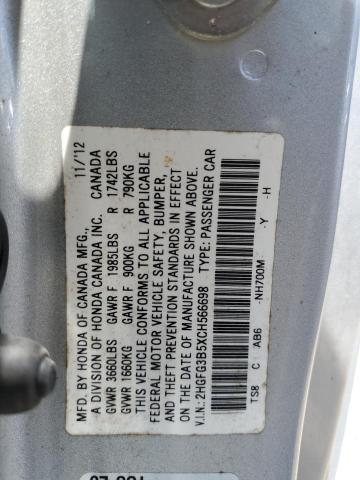 MFD. BY HONDA OF CANADA MFG., 11/12
A DIVISION OF HONDA CANADA INC. CANADA
GVWR 3660LBS GAWR F 1985LBS R 1742LBS
GVWR 1660KG GAWR F 900KG R 790KG
THIS VEHICLE CONFORMS TO ALL APPLICABLE
FEDERAL MOTOR VEHICLE SAFETY, BUMPER,
AND THEFT PREVENTION STANDARDS IN EFFECT
ON THE DATE OF MANUFACTURE SHOWN ABOVE.
V.I.N.: 2HGFG3B5XCH566698 TYPE: PASSENGER CAR
TS8 C AB6 -NH700M -Y -H